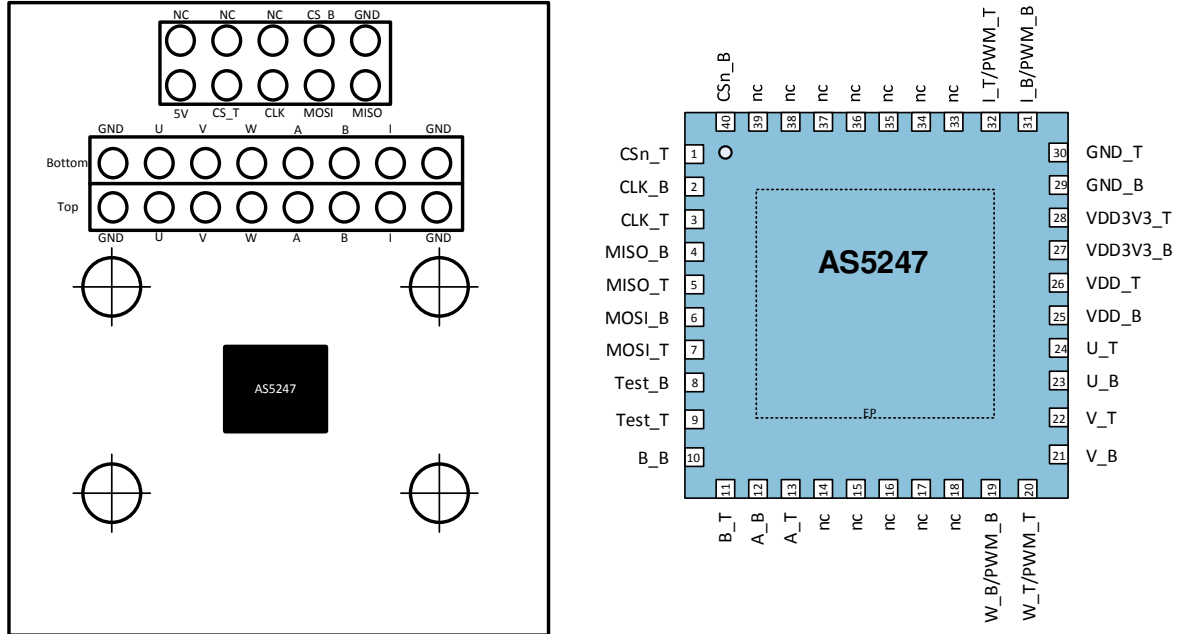 NC NC NC CS_B GND
5V CS_T CLK MOSI MISO
GND U V W A B I GND
Bottom
Top
GND U V W A B I GND
AS5247
CSn_B nc nc nc nc nc nc nc I_T/PWM_T I_B/PWM_B
40 39 38 37 36 35 34 33 32 31
CSn_T 1
CLK_B 2
CLK_T 3
MISO_B 4
MISO_T 5
MOSI_B 6
MOSI_T 7
Test_B 8
Test_T 9
B_B 10
AS5247
EP
30 GND_T
29 GND_B
28 VDD3V3_T
27 VDD3V3_B
26 VDD_T
25 VDD_B
24 U_T
23 U_B
22 V_T
21 V_B
11 12 13 14 15 16 17 18 19 20
B_T A_B A_T nc nc nc nc nc W_B/PWM_B W_T/PWM_T